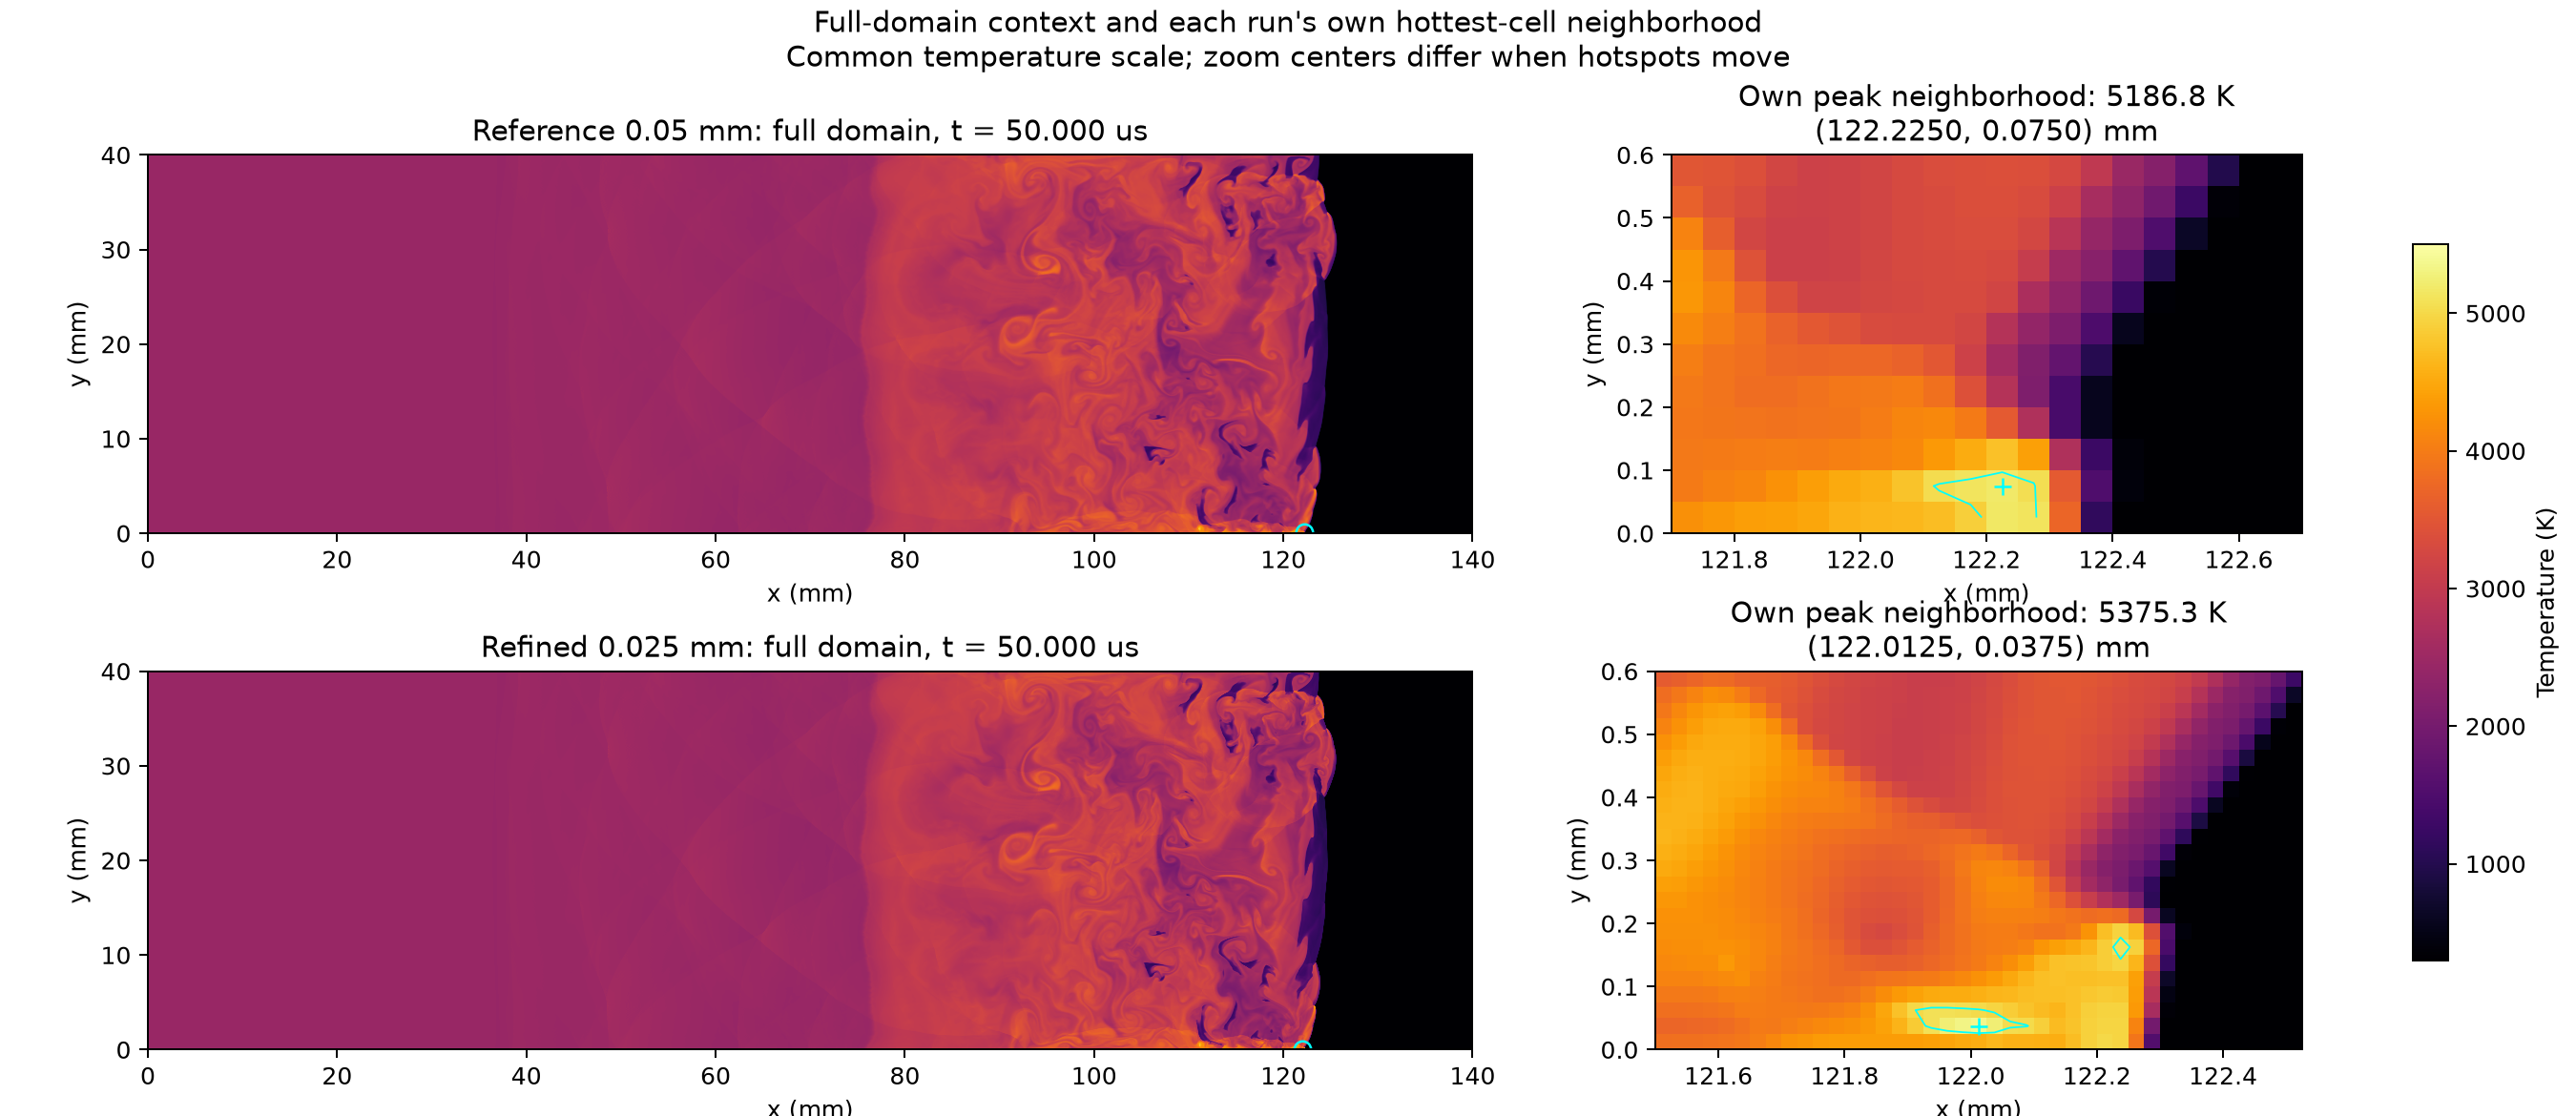 Full-domain context and each run's own hottest-cell neighborhood
Common temperature scale; zoom centers differ when hotspots move
Reference 0.05 mm: full domain, t = 50.000 us
40
30
20
10
0
y (mm)
0 20 40 60 80 100 120 140
x (mm)
Own peak neighborhood: 5186.8 K
(122.2250, 0.0750) mm
0.6
0.5
0.4
0.3
0.2
0.1
0.0
y (mm)
121.8 122.0 122.2 122.4 122.6
x (mm)
Refined 0.025 mm: full domain, t = 50.000 us
40
30
20
10
0
y (mm)
0 20 40 60 80 100 120 140
x (mm)
Own peak neighborhood: 5375.3 K
(122.0125, 0.0375) mm
0.6
0.5
0.4
0.3
0.2
0.1
0.0
y (mm)
121.6 121.8 122.0 122.2 122.4
x (mm)
5000
4000
3000
2000
1000
Temperature (K)